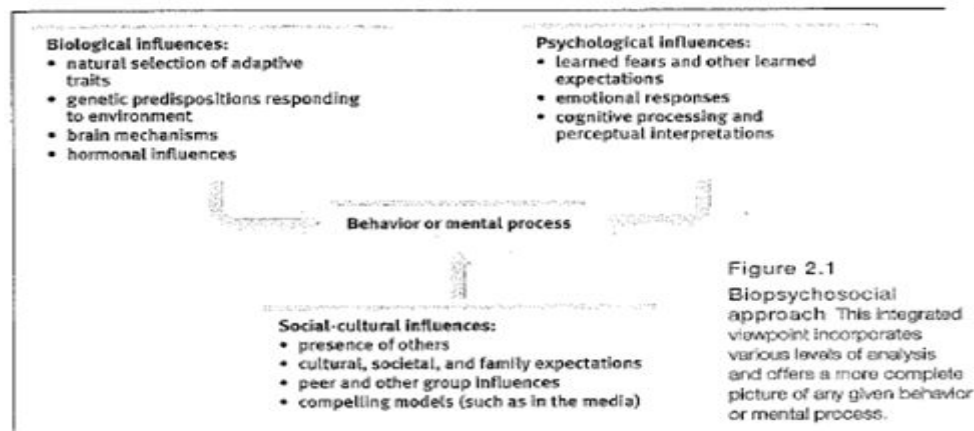 Biological influences:
• natural selection of adaptive
traits
• genetic predispositions responding
to environment
• brain mechanisms
• hormonal influences
Psychological influences:
• learned fears and other learned
expectations
• emotional responses
• cognitive processing and
perceptual interpretations
Behavior or mental process
Social-cultural influences:
• presence of others
• cultural, societal, and family expectations
• peer and other group influences
• compelling models (such as in the media)
Figure 2.1
Biopsychosocial
approach This integrated
viewpoint incorporates
various levels of analysis
and offers a more complete
picture of any given behavior
or mental process.